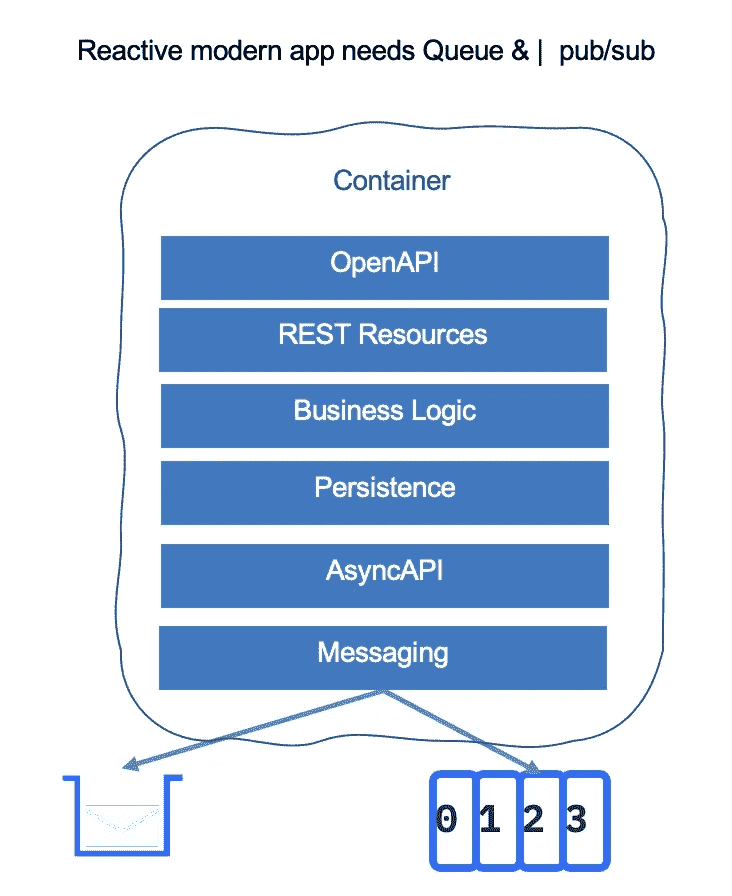 Reactive modern app needs Queue & | pub/sub
Container
OpenAPI
REST Resources
Business Logic
Persistence
AsyncAPI
Messaging
0 1 2 3